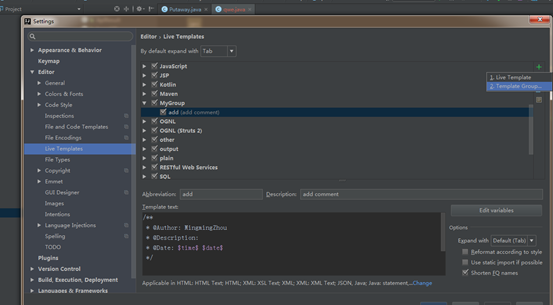 Project
Putaway.java
pom.java
Settings
Appearance & Behavior
Keymap
Editor
General
Colors & Fonts
Code Style
Inspections
File and Code Templates
File Encodings
Live Templates
File Types
Copyright
Emmet
GUI Designer
Images
Intentions
Language Injections
Spelling
TODO
Plugins
Version Control
Build, Execution, Deployment
Languages & Frameworks
Editor › Live Templates
By default expand with Tab
JavaScript
JSP
Kotlin
Maven
MyGroup
add (add comment)
OGNL
OGNL (Struts 2)
other
output
plain
RESTful Web Services
SQL
1. Live Template
2. Template Group...
Abbreviation: add Description: add comment
Template text:
/**
* @Author: MingxingZhou
* @Description:
* @Date: $time$ $date$
*/
Edit variables
Options
Expand with Default (Tab)
Reformat according to style
Use static import if possible
Shorten FQ names
Applicable in HTML: HTML Text; HTML; XML: XSL Text; XML; XML: XML Text; JSON; Java; Java: statement,...Change